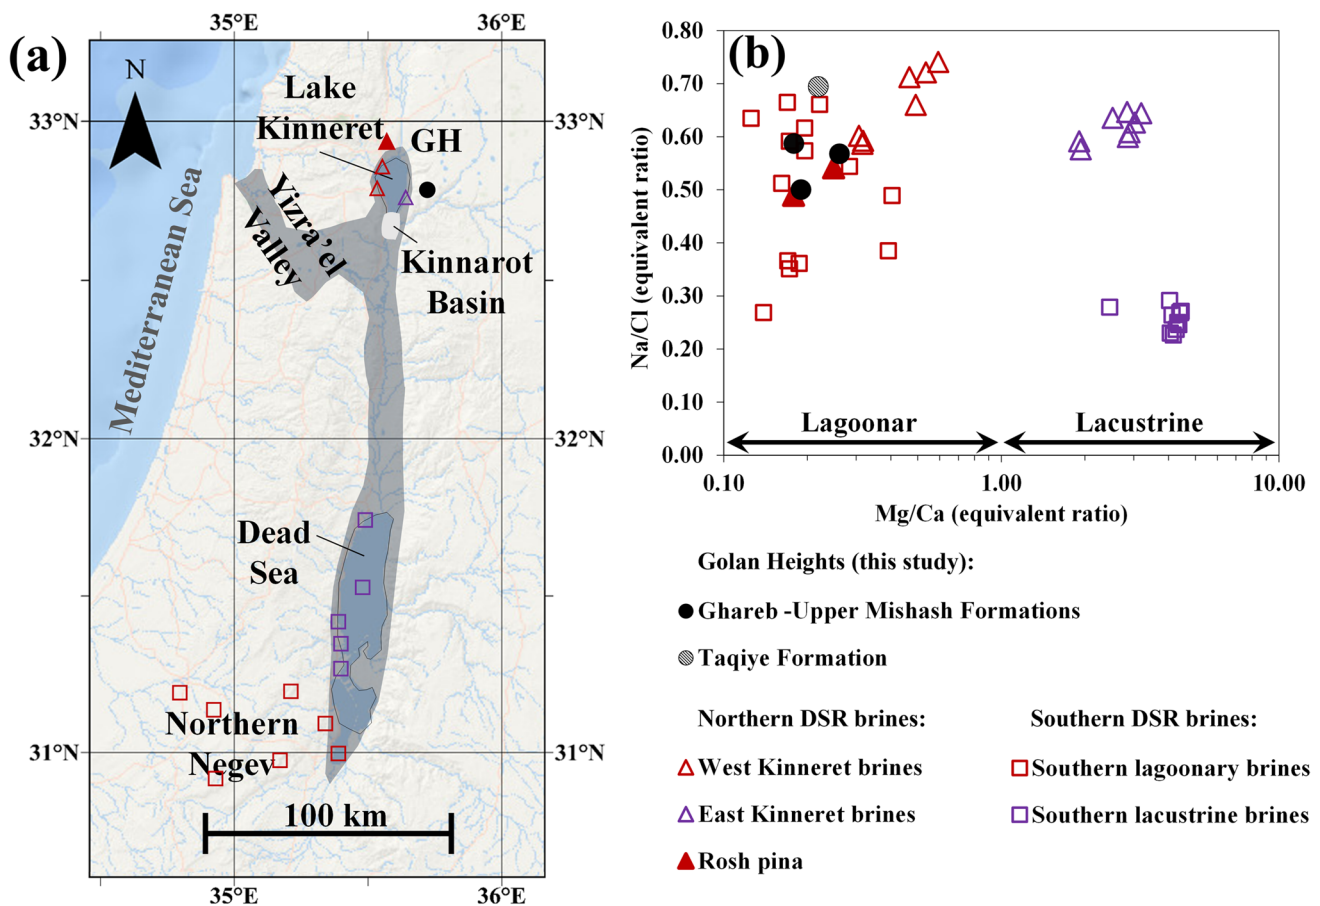 (a)
35°E
36°E
N
33°N
33°N
Lake
Kinneret
GH
Mediterranean Sea
Yizra'el
Valley
Kinnarot
Basin
32°N
32°N
Dead
Sea
Northern
Negev
31°N
31°N
100 km
35°E
36°E
(b)
Na/Cl (equivalent ratio)
0.80
0.70
0.60
0.50
0.40
0.30
0.20
0.10
0.00
Lagoonar
Lacustrine
0.10
1.00
10.00
Mg/Ca (equivalent ratio)
Golan Heights (this study):
Ghareb -Upper Mishash Formations
Taqiye Formation
Northern DSR brines:
West Kinneret brines
East Kinneret brines
Rosh pina
Southern DSR brines:
Southern lagoonary brines
Southern lacustrine brines